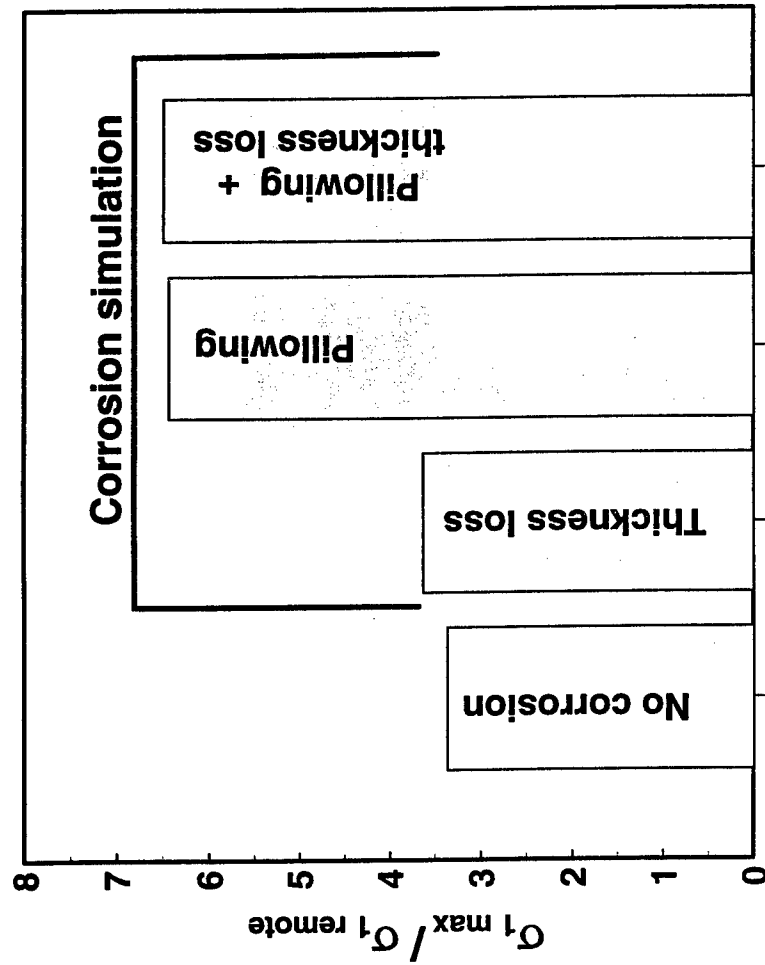 Corrosion simulation
Pillowing +
thickness loss
Pillowing
Thickness loss
No corrosion
σ1 max / σ1 remote
8
7
6
5
4
3
2
1
0